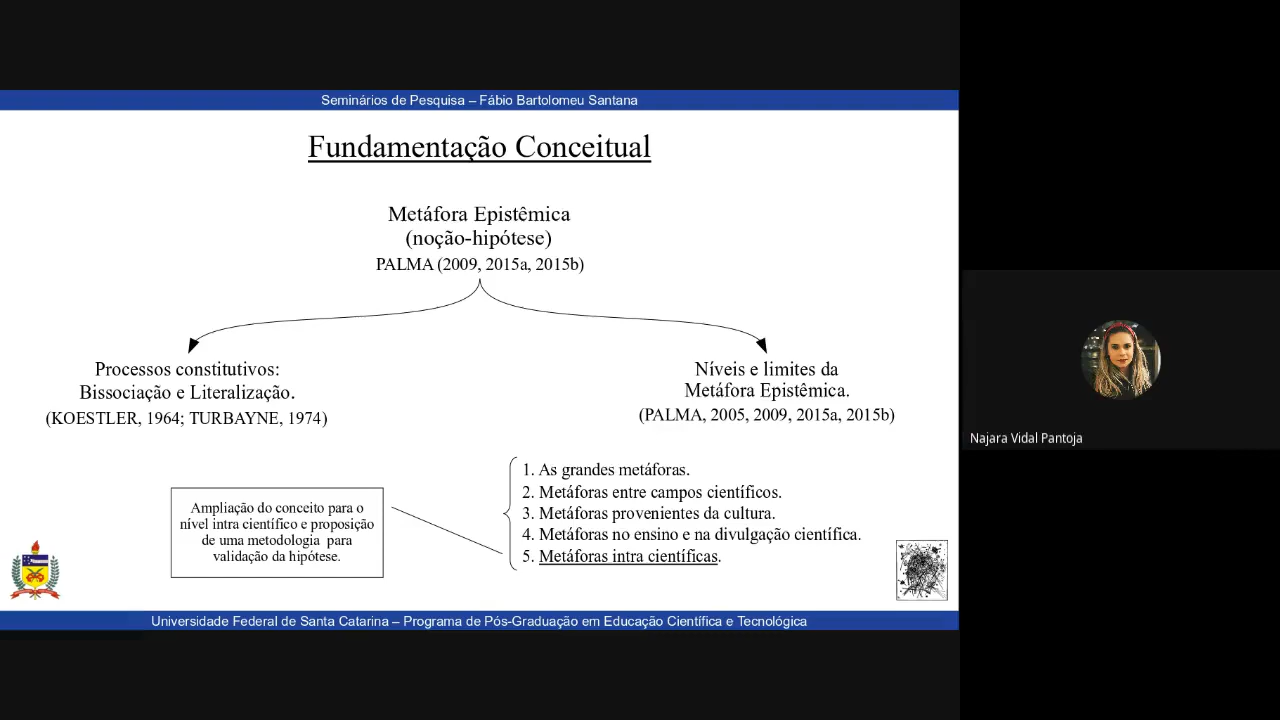 Seminários de Pesquisa – Fábio Bartolomeu Santana
Fundamentação Conceitual
Metáfora Epistêmica
(noção-hipótese)
PALMA (2009, 2015a, 2015b)
Processos constitutivos:
Bissociação e Literalização.
(KOESTLER, 1964; TURBAYNE, 1974)
Níveis e limites da
Metáfora Epistêmica.
(PALMA, 2005, 2009, 2015a, 2015b)
1. As grandes metáforas.
2. Metáforas entre campos científicos.
3. Metáforas provenientes da cultura.
4. Metáforas no ensino e na divulgação científica.
5. Metáforas intra científicas.
Ampliação do conceito para o
nível intra científico e proposição
de uma metodologia para
validação da hipótese.
Universidade Federal de Santa Catarina – Programa de Pós-Graduação em Educação Científica e Tecnológica
Najara Vidal Pantoja